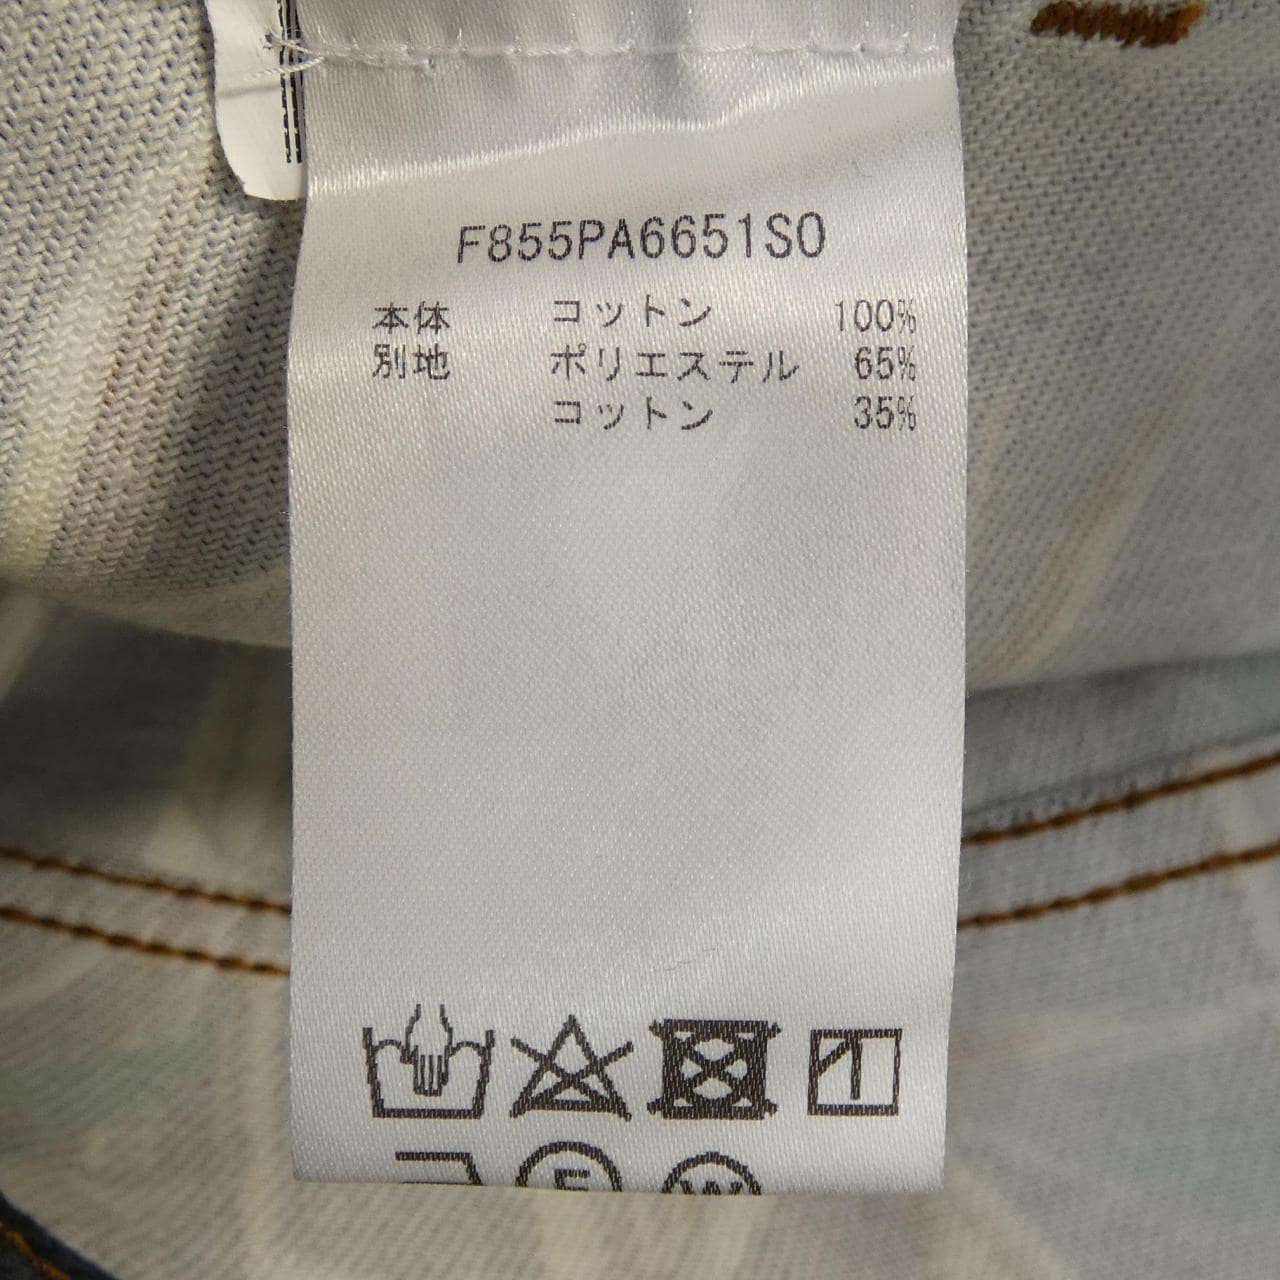 F855PA6651SO
本体 コットン 100%
別地 ポリエステル 65%
コットン 35%